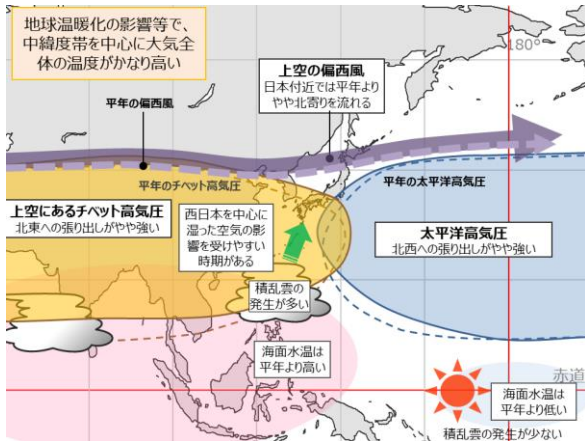 地球温暖化の影響等で、
中緯度帯を中心に大気全
体の温度がかなり高い
180°
上空の偏西風
日本付近では平年より
やや北寄りを流れる
平年の偏西風
平年のチベット高気圧
平年の太平洋高気圧
上空にあるチベット高気圧
北東への張り出しがやや強い
西日本を中心に
湿った空気の影
響を受けやすい
時期がある
太平洋高気圧
北西への張り出しがやや強い
積乱雲の
発生が多い
海面水温は
平年より高い
赤道
海面水温は
平年より低い
積乱雲の発生が少ない